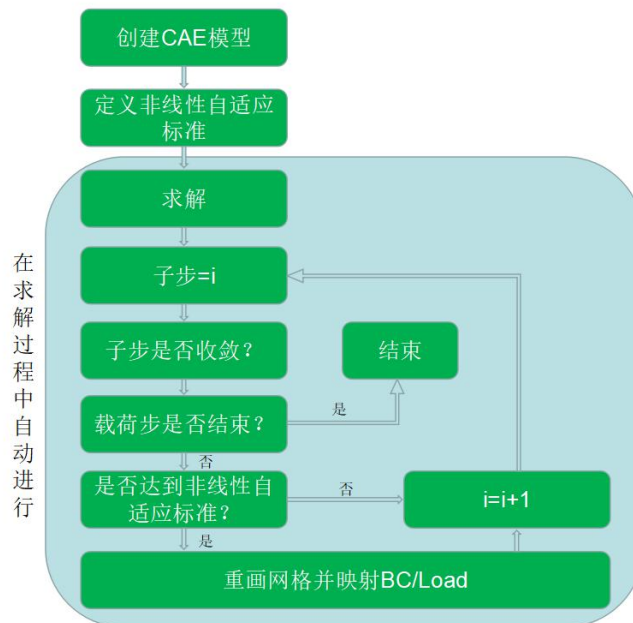 创建CAE模型
定义非线性自适应
标准
求解
子步=i
子步是否收敛?
结束
载荷步是否结束?
是
否
是否达到非线性自
适应标准?
否
i=i+1
是
重画网格并映射BC/Load
在求解过程中自动进行